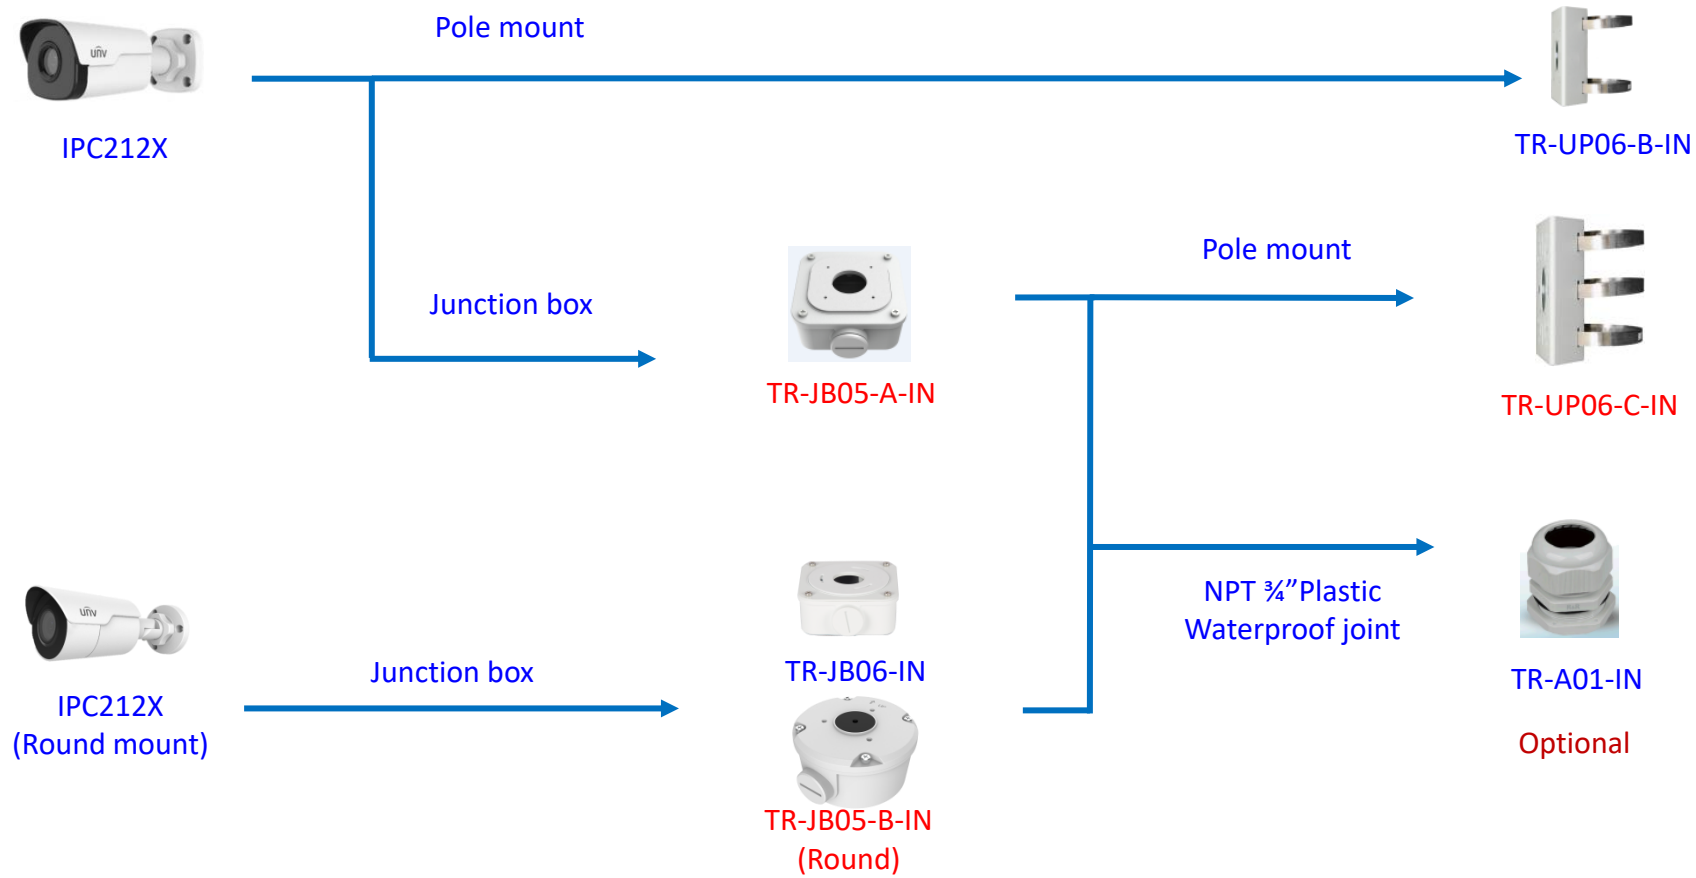 Pole mount
unv
IPC212X
TR-UP06-B-IN
Pole mount
Junction box
TR-JB05-A-IN
TR-UP06-C-IN
NPT ¾”Plastic
Waterproof joint
unv
Junction box
TR-JB06-IN
TR-A01-IN
IPC212X
(Round mount)
Optional
TR-JB05-B-IN
(Round)